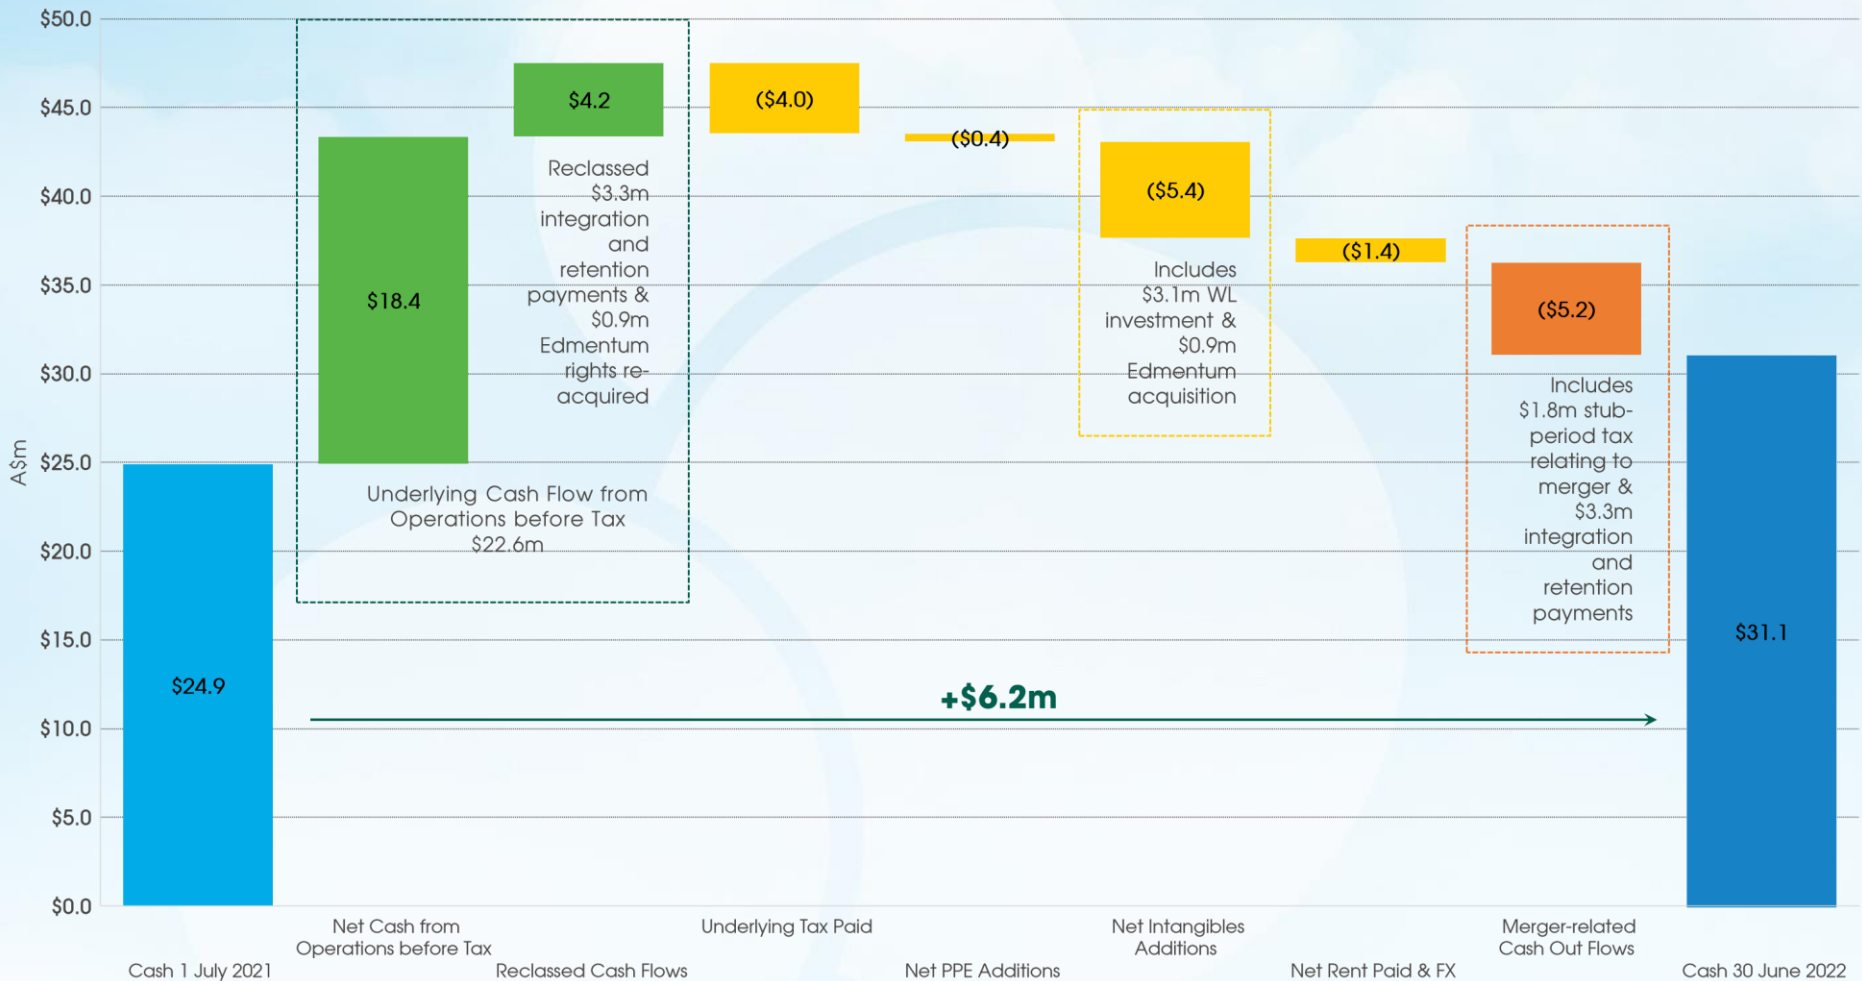 $50.0
$45.0
$40.0
$35.0
$30.0
$25.0
$20.0
$15.0
$10.0
$5.0
$0.0
A$m
$24.9
$18.4
$4.2
Reclassed
$3.3m
integration
and
retention
payments &
$0.9m
Edmentum
rights re-
acquired
Underlying Cash Flow from
Operations before Tax
$22.6m
($4.0)
($0.4)
($5.4)
Includes
$3.1m WL
investment &
$0.9m
Edmentum
acquisition
($1.4)
($5.2)
Includes
$1.8m stub-
period tax
relating to
merger &
$3.3m
integration
and
retention
payments
$31.1
+$6.2m
Cash 1 July 2021
Net Cash from
Operations before Tax
Reclassed Cash Flows
Underlying Tax Paid
Net PPE Additions
Net Intangibles
Additions
Net Rent Paid & FX
Merger-related
Cash Out Flows
Cash 30 June 2022